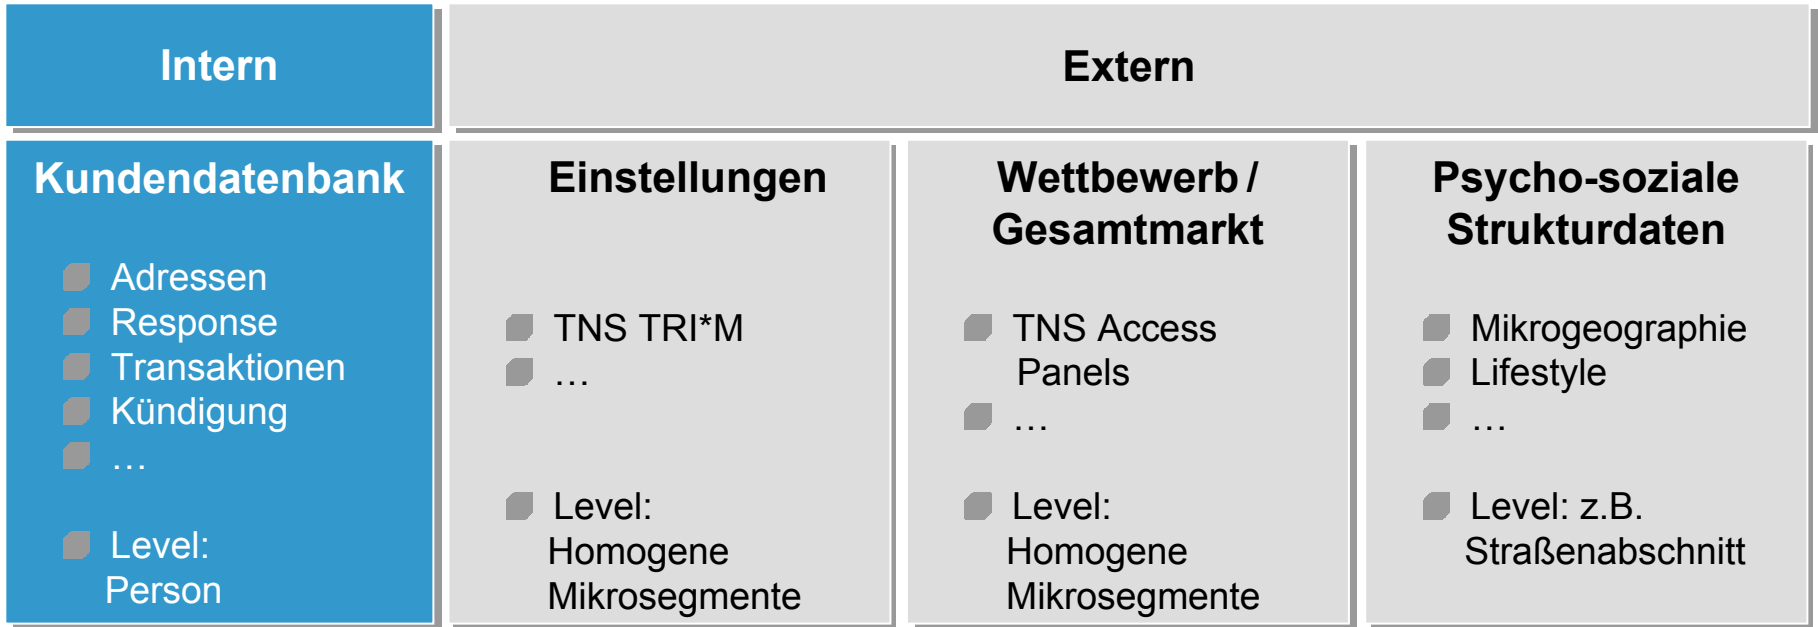 Intern
Extern
Kundendatenbank
Adressen
Response
Transaktionen
Kündigung
…
Level:
Person
Einstellungen
TNS TRI*M
…
Level:
Homogene
Mikrosegmente
Wettbewerb /
Gesamtmarkt
TNS Access
Panels
…
Level:
Homogene
Mikrosegmente
Psycho-soziale
Strukturdaten
Mikrogeographie
Lifestyle
…
Level: z.B.
Straßenabschnitt